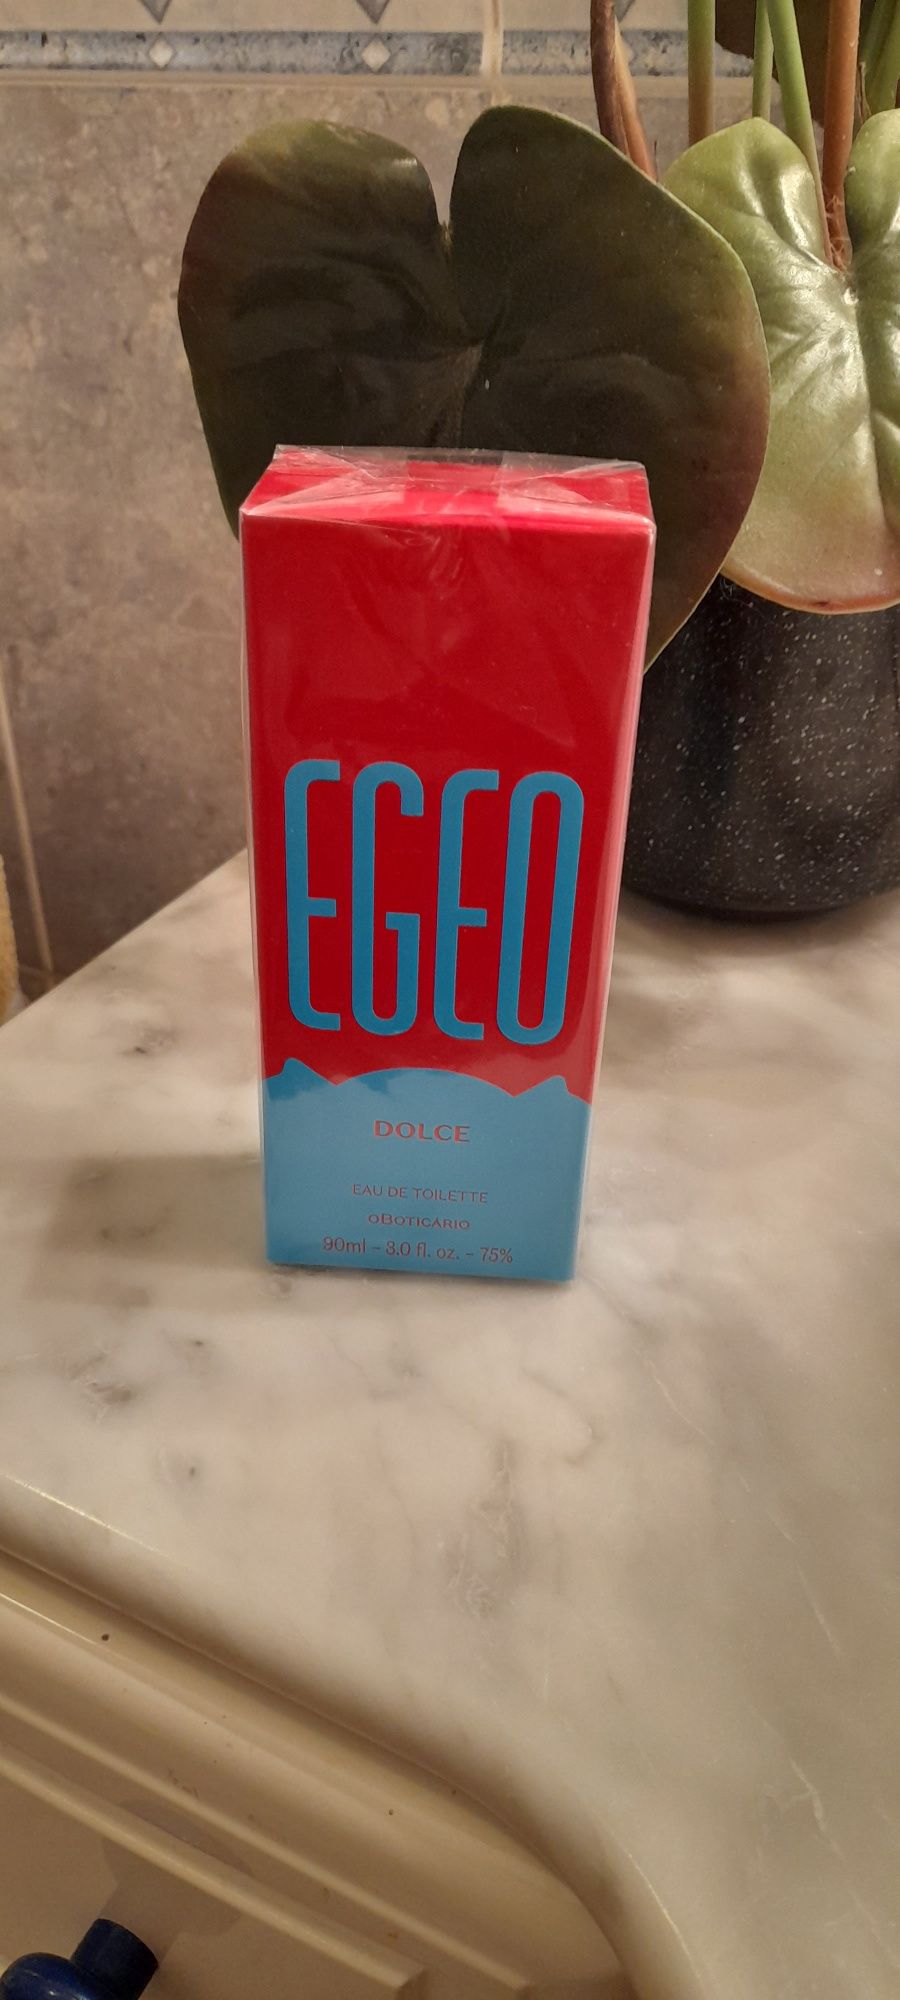 EGEO
DOLCE
EAU DE TOILETTE
oBOTICÁRIO
90ml - 3.0 fl. oz. - 75%